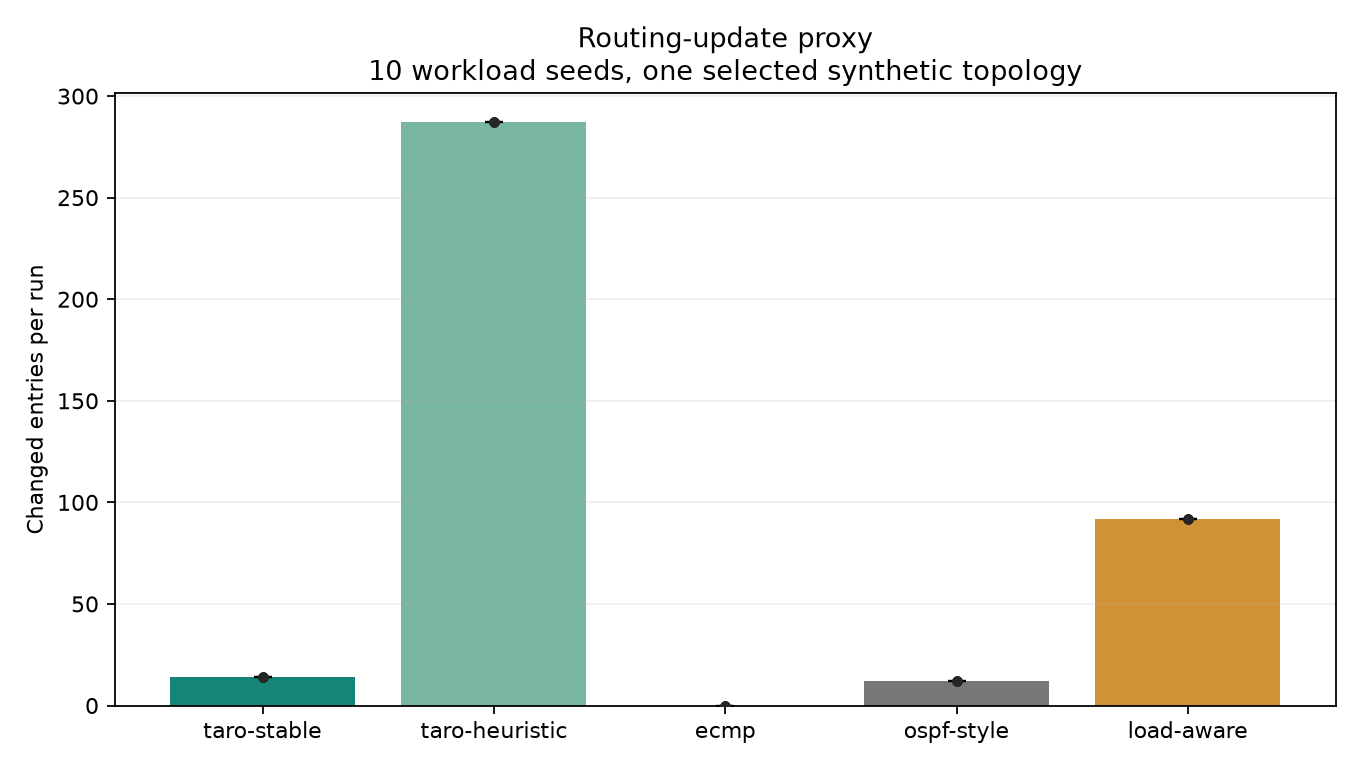 Routing-update proxy
10 workload seeds, one selected synthetic topology
Changed entries per run
300
250
200
150
100
50
0
taro-stable
taro-heuristic
ecmp
ospf-style
load-aware